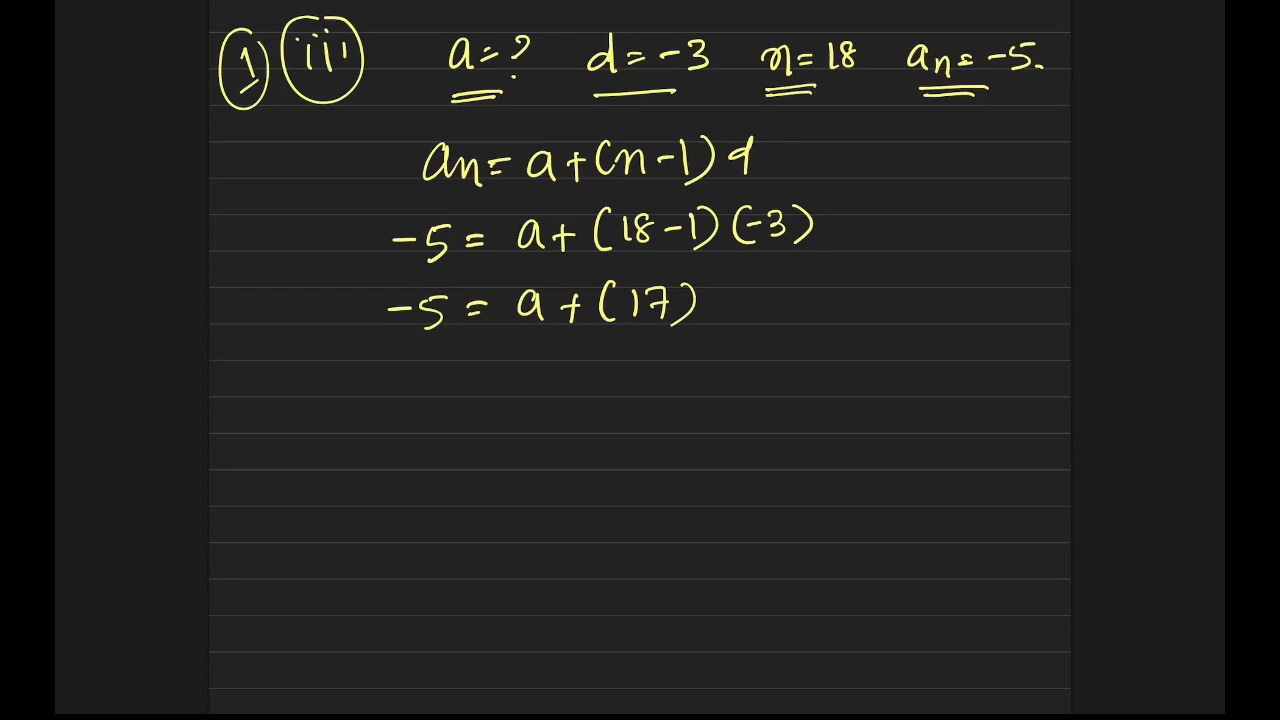 1 iii a = ? d = -3 n = 18 an = -5.
an = a + (n - 1) d
-5 = a + (18 - 1) (-3)
-5 = a + (17)